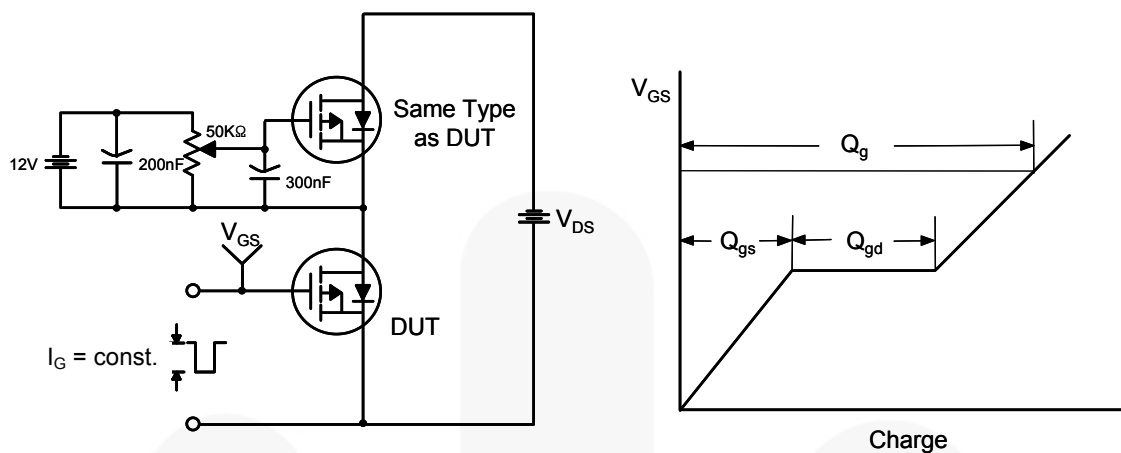 Same Type
as DUT
50KΩ
12V
200nF
300nF
V_GS
V_DS
DUT
I_G = const.
V_GS
Q_g
Q_gs
Q_gd
Charge